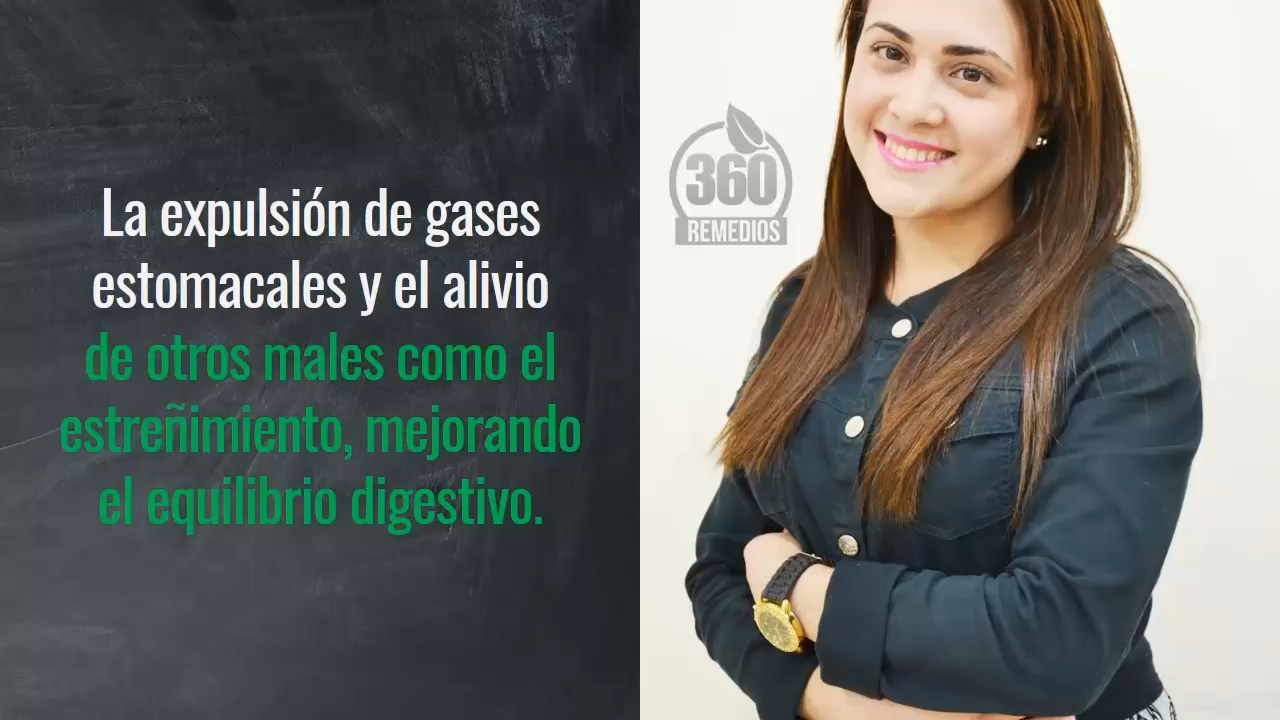 La expulsión de gases
estomacales y el alivio
de otros males como el
estreñimiento, mejorando
el equilibrio digestivo.
360
REMEDIOS